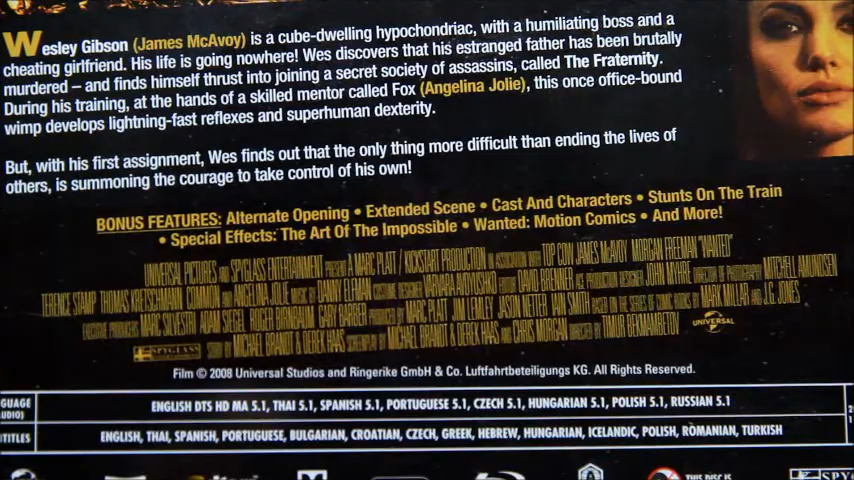 Wesley Gibson (James McAvoy) is a cube-dwelling hypochondriac, with a humiliating boss and a
cheating girlfriend. His life is going nowhere! Wes discovers that his estranged father has been brutally
murdered – and finds himself thrust into joining a secret society of assassins, called The Fraternity.
During his training, at the hands of a skilled mentor called Fox (Angelina Jolie), this once office-bound
wimp develops lightning-fast reflexes and superhuman dexterity.
But, with his first assignment, Wes finds out that the only thing more difficult than ending the lives of
others, is summoning the courage to take control of his own!
BONUS FEATURES: Alternate Opening • Extended Scene • Cast And Characters • Stunts On The Train
• Special Effects: The Art Of The Impossible • Wanted: Motion Comics • And More!
UNIVERSAL PICTURES AND SPYGLASS ENTERTAINMENT PRESENT A MARC PLATT / KICKSTART PRODUCTION IN ASSOCIATION WITH TOP COW JAMES McAVOY MORGAN FREEMAN "WANTED"
TERENCE STAMP THOMAS KRETSCHMANN COMMON AND ANGELINA JOLIE MUSIC BY DANNY ELFMAN COSTUME DESIGNER VARVARA AVDYUSHKO EDITOR DAVID BRENNER ACE PRODUCTION DESIGNER JOHN MYHRE DIRECTOR OF PHOTOGRAPHY MITCHELL AMUNDSEN
EXECUTIVE PRODUCERS MARC SILVESTRI ADAM SIEGEL ROGER BIRNBAUM GARY BARBER PRODUCED BY MARC PLATT JIM LEMLEY JASON NETTER IAIN SMITH BASED ON THE SERIES OF COMIC BOOKS BY MARK MILLAR AND J.G. JONES
SPYGLASS STORY BY MICHAEL BRANDT & DEREK HAAS SCREENPLAY BY MICHAEL BRANDT & DEREK HAAS AND CHRIS MORGAN DIRECTED BY TIMUR BEKMAMBETOV UNIVERSAL
Film © 2008 Universal Studios and Ringerike GmbH & Co. Luftfahrtbeteiligungs KG. All Rights Reserved.
GUAGE
UDIO)
ENGLISH DTS HD MA 5.1, THAI 5.1, SPANISH 5.1, PORTUGUESE 5.1, CZECH 5.1, HUNGARIAN 5.1, POLISH 5.1, RUSSIAN 5.1
TITLES
ENGLISH, THAI, SPANISH, PORTUGUESE, BULGARIAN, CROATIAN, CZECH, GREEK, HEBREW, HUNGARIAN, ICELANDIC, POLISH, ROMANIAN, TURKISH
THIS DISC IS